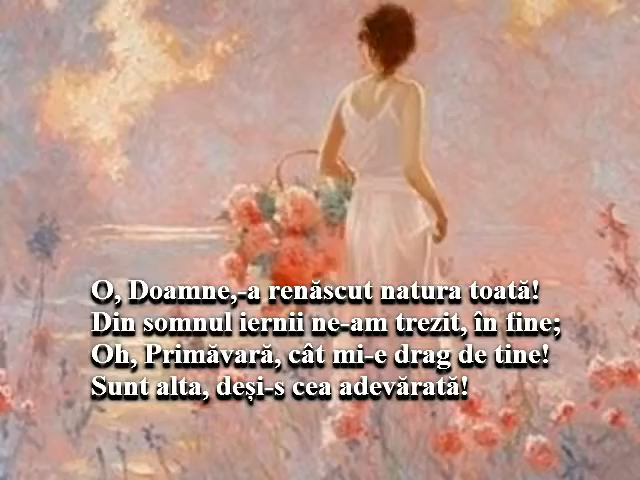 O, Doamne,-a renăscut natura toată!
Din somnul iernii ne-am trezit, în fine;
Oh, Primăvară, cât mi-e drag de tine!
Sunt alta, deși-s cea adevărată!